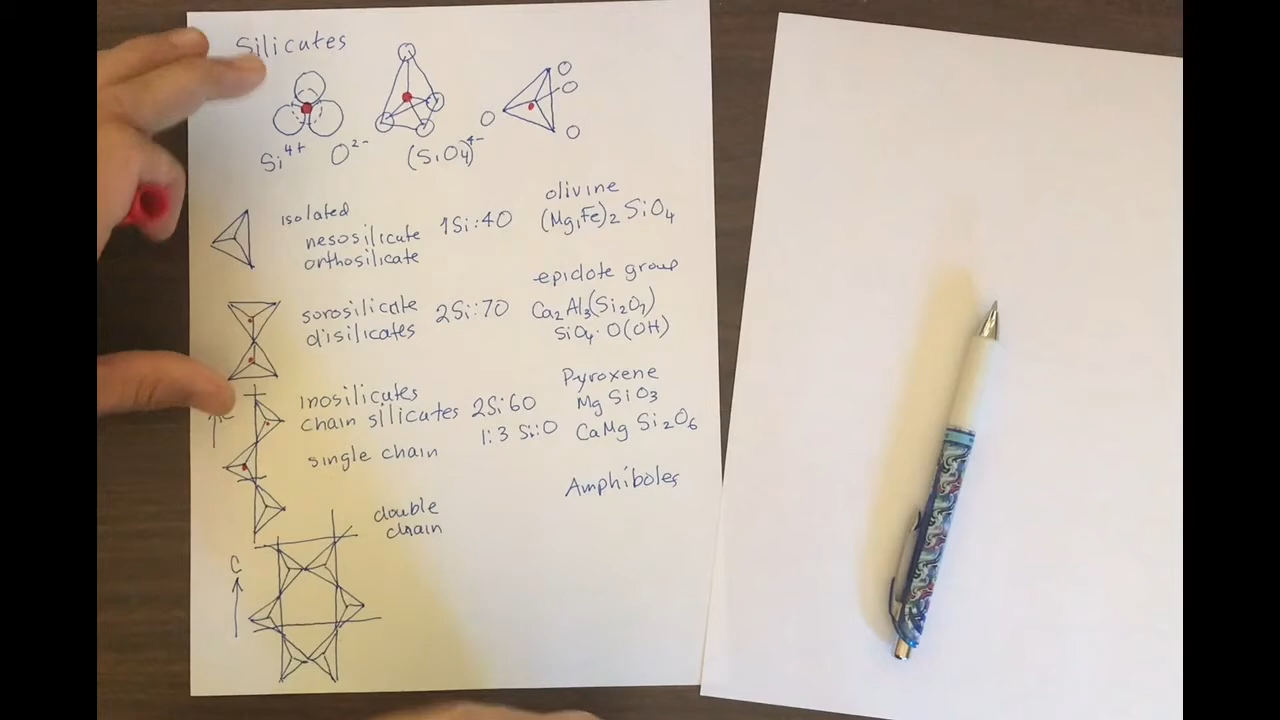 Silicates
O
O
O
O
Si4+ O2- (SiO4)4-
olivine
isolated
nesosilicate 1Si:4O (Mg,Fe)2 SiO4
orthosilicate
epidote group
sorosilicate 2Si:7O Ca2Al3(Si2O7)
disilicates SiO4·O(OH)
Pyroxene
inosilicates MgSiO3
chain silicates 2Si6O
1:3 Si:O CaMg Si2O6
single chain
Amphiboles
double
chain
C